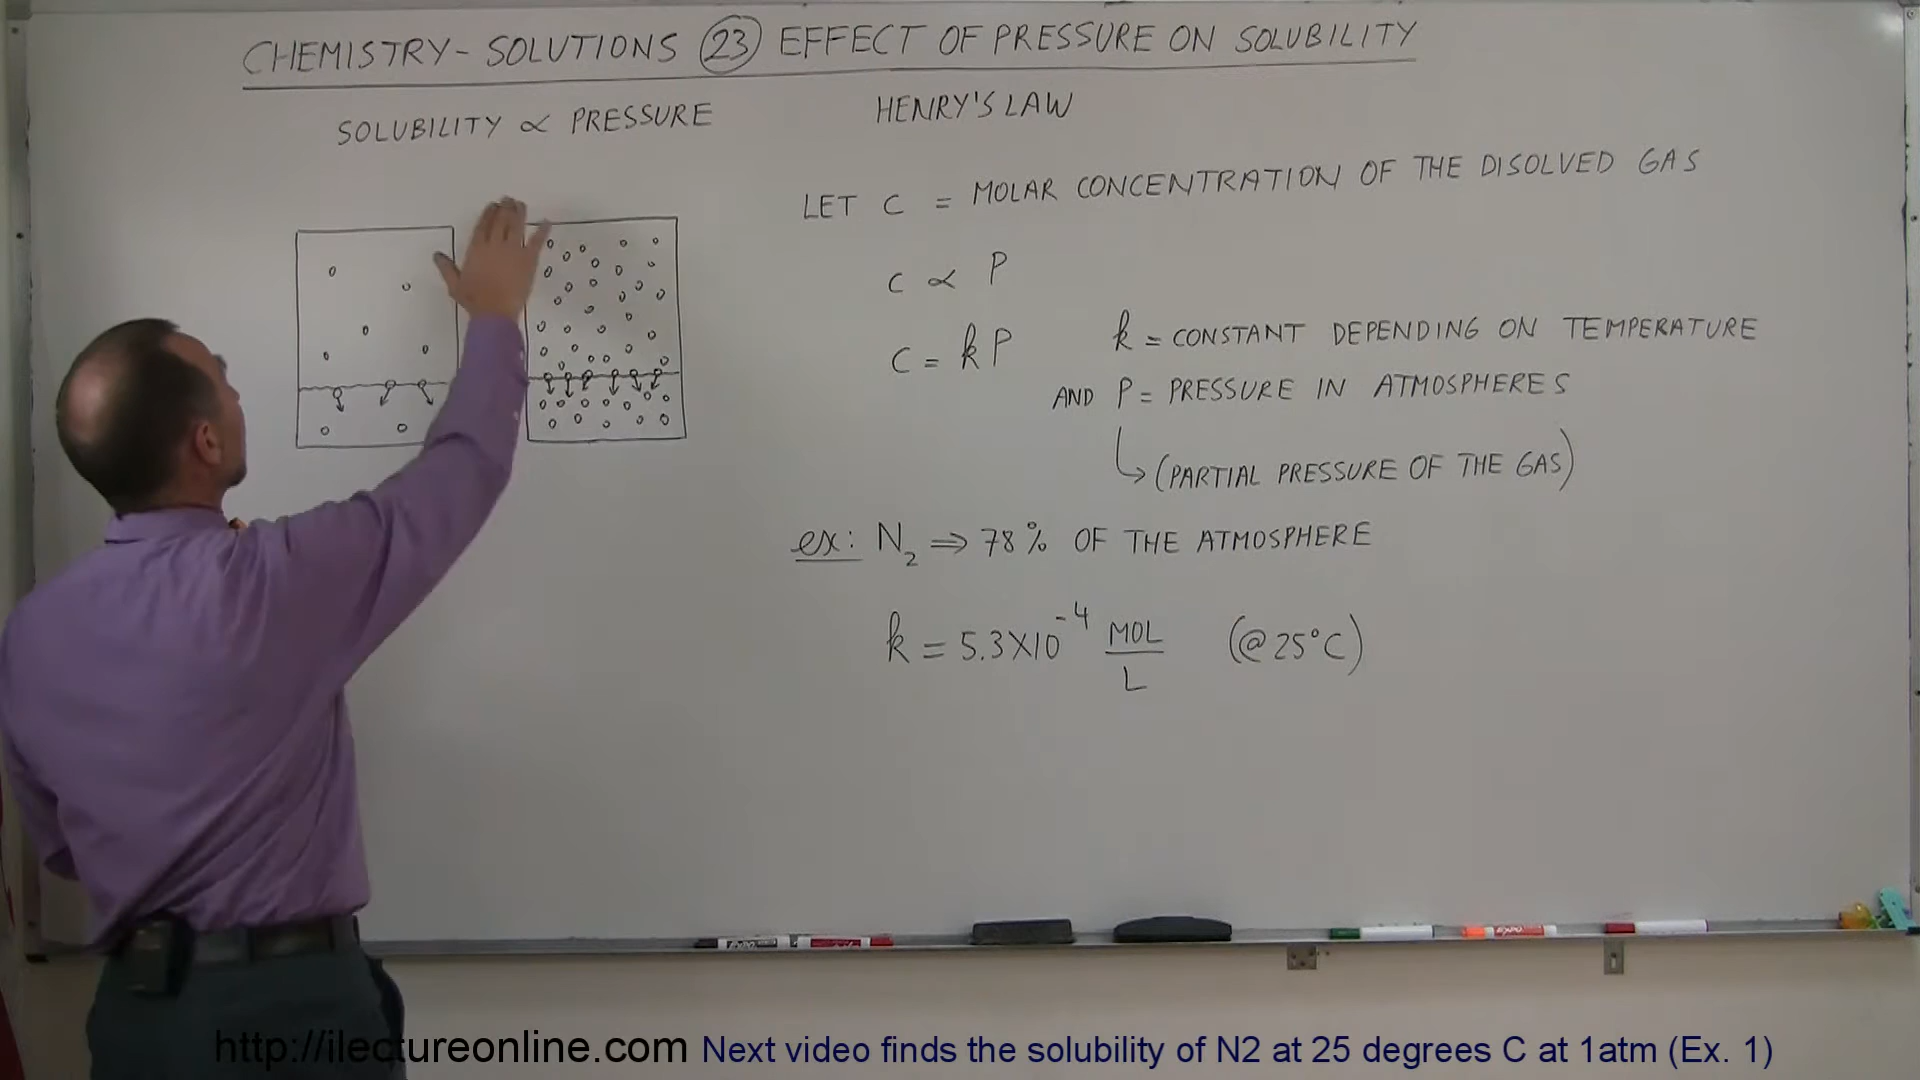 CHEMISTRY - SOLUTIONS 23 EFFECT OF PRESSURE ON SOLUBILITY
SOLUBILITY ∝ PRESSURE
HENRY'S LAW
LET C = MOLAR CONCENTRATION OF THE DISOLVED GAS
C ∝ P
C = kP
k = CONSTANT DEPENDING ON TEMPERATURE
AND P = PRESSURE IN ATMOSPHERES
(PARTIAL PRESSURE OF THE GAS)
ex: N₂ ⇒ 78% OF THE ATMOSPHERE
k = 5.3X10⁻⁴ MOL/L (@ 25°C)
EXPO
EXPO
http://ilectureonline.com Next video finds the solubility of N2 at 25 degrees C at 1atm (Ex. 1)